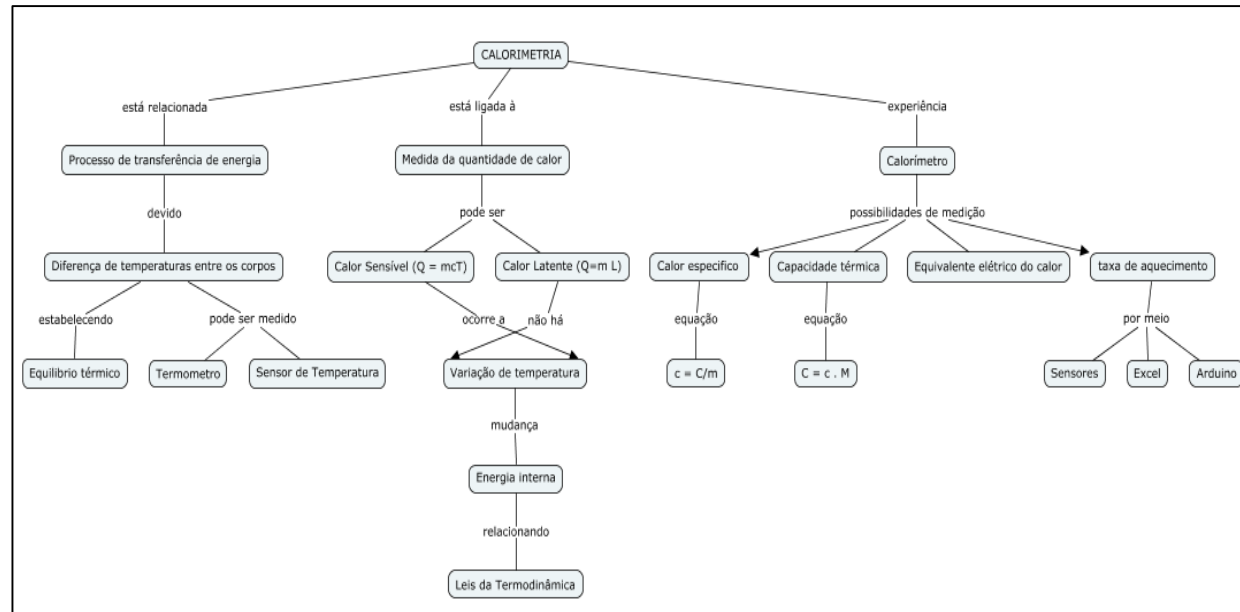 CALORIMETRIA
está relacionada
está ligada à
experiência
Processo de transferência de energia
Medida da quantidade de calor
Calorímetro
devido
pode ser
possibilidades de medição
Diferença de temperaturas entre os corpos
Calor Sensível (Q = mcT)
Calor Latente (Q=m L)
Calor especifico
Capacidade térmica
Equivalente elétrico do calor
taxa de aquecimento
estabelecendo
pode ser medido
ocorre a
não há
equação
equação
por meio
Equilibrio térmico
Termometro
Sensor de Temperatura
Variação de temperatura
c = C/m
C = c . M
Sensores
Excel
Arduino
mudança
Energia interna
relacionando
Leis da Termodinâmica